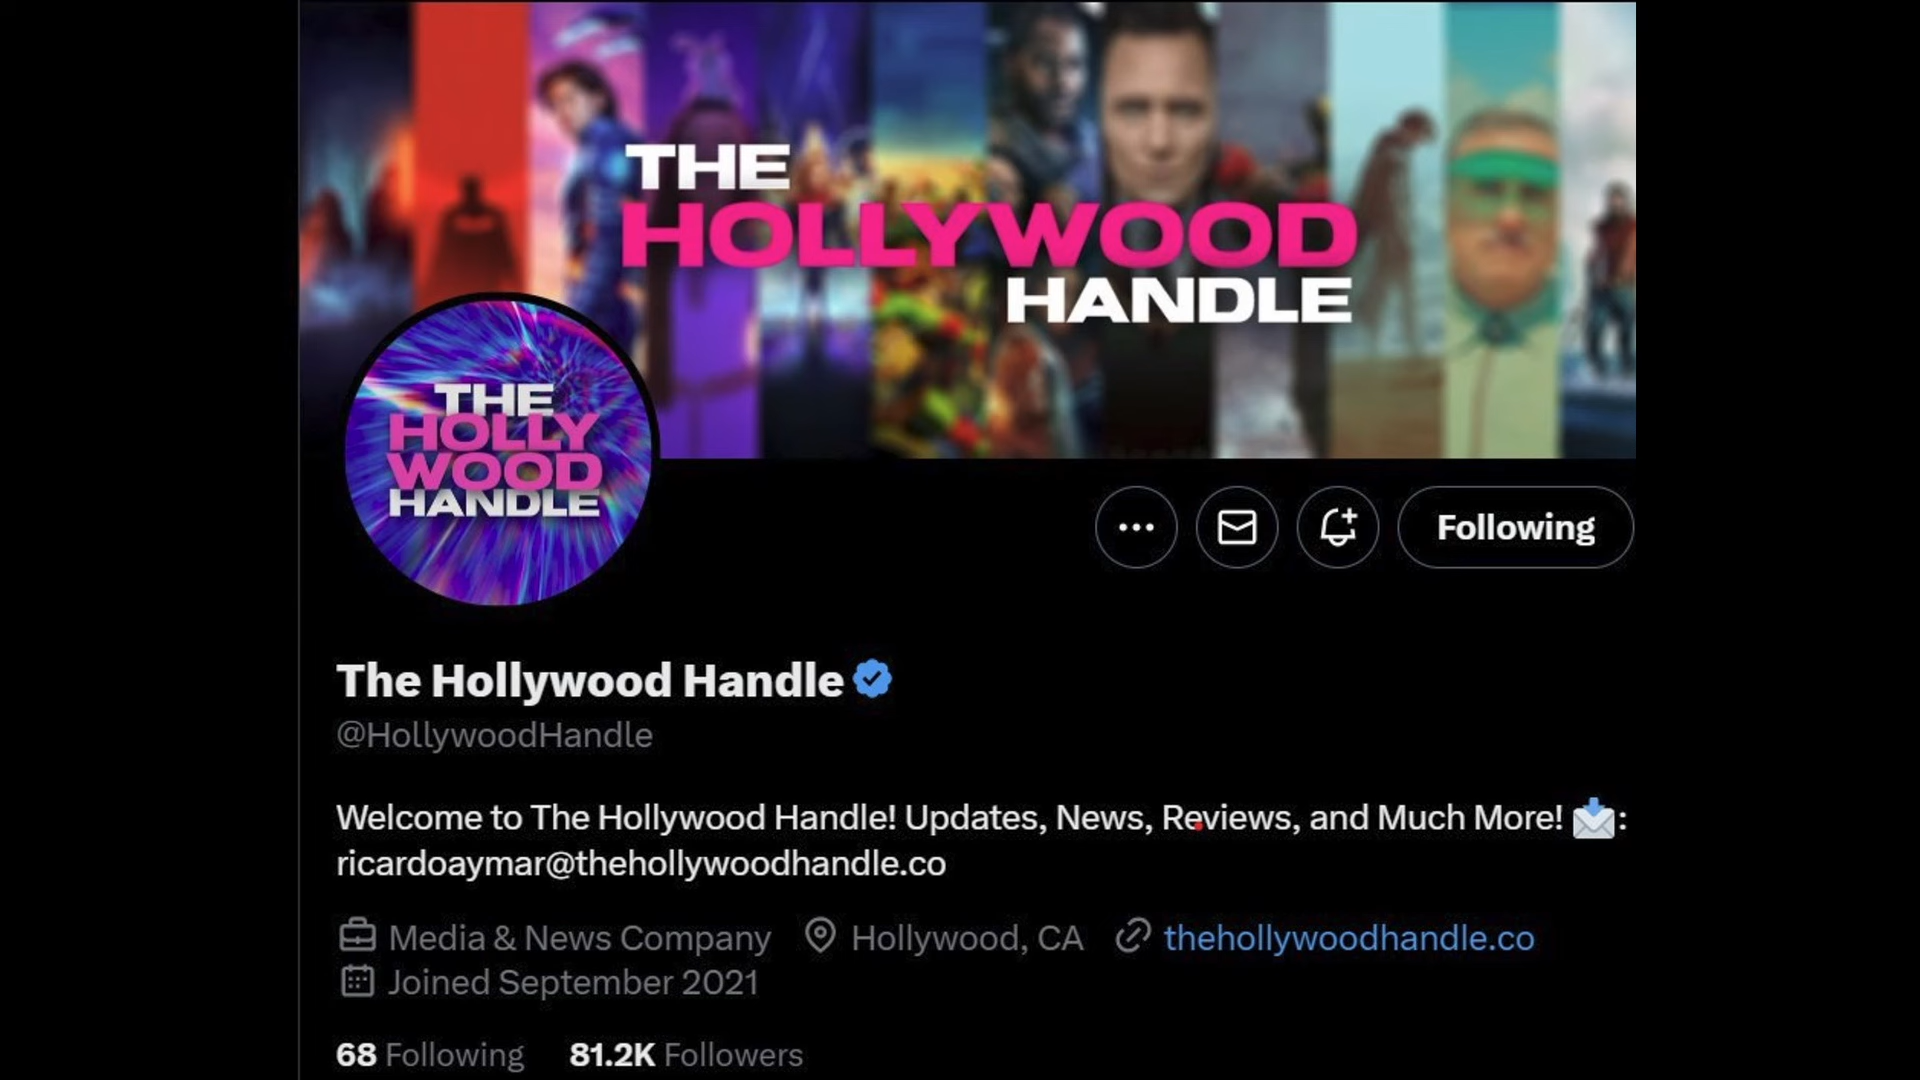 THE
HOLLYWOOD
HANDLE
THE
HOLLY
WOOD
HANDLE
Following
The Hollywood Handle
@HollywoodHandle
Welcome to The Hollywood Handle! Updates, News, Reviews, and Much More! 📩:
ricardoaymar@thehollywoodhandle.co
Media & News Company Hollywood, CA thehollywoodhandle.co
Joined September 2021
68 Following 81.2K Followers